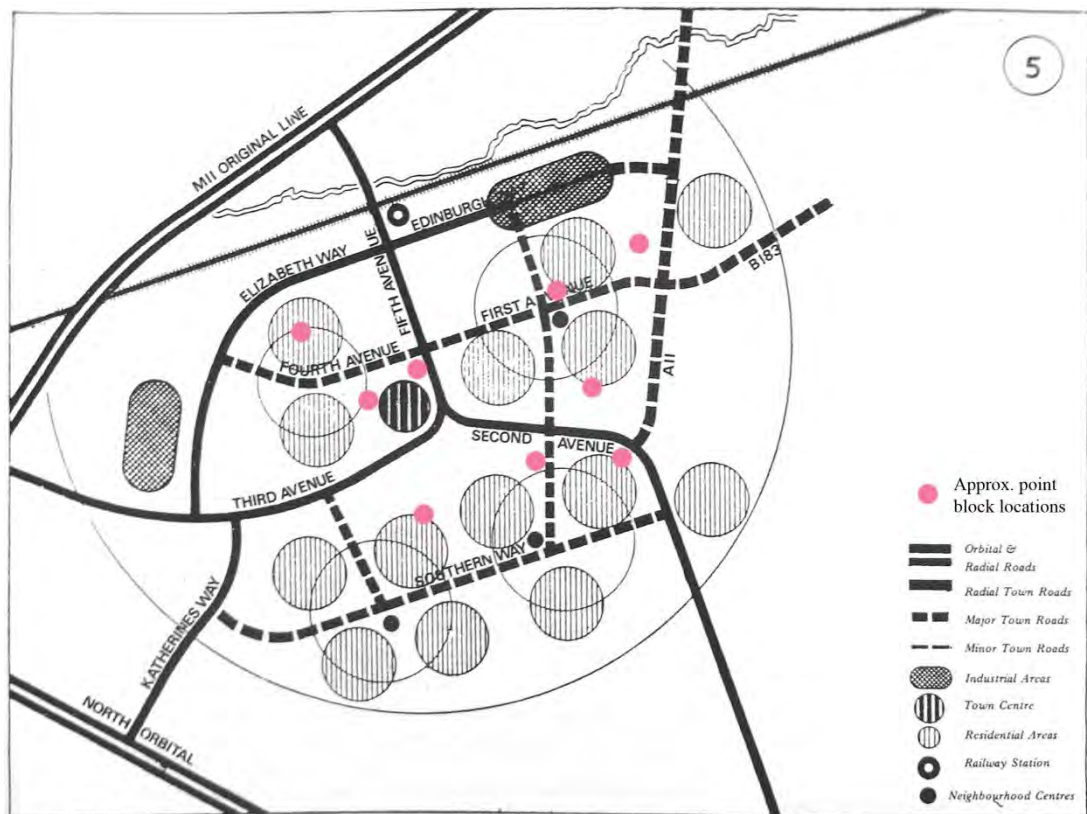 5
M11 ORIGINAL LINE
EDINBURGH
ELIZABETH WAY
FIFTH AVENUE
B183
FIRST AVENUE
FOURTH AVENUE
A11
SECOND AVENUE
THIRD AVENUE
SOUTHERN WAY
KATHERINES WAY
NORTH ORBITAL
Approx. point
block locations
Orbital &
Radial Roads
Radial Town Roads
Major Town Roads
Minor Town Roads
Industrial Areas
Town Centre
Residential Areas
Railway Station
Neighbourhood Centres